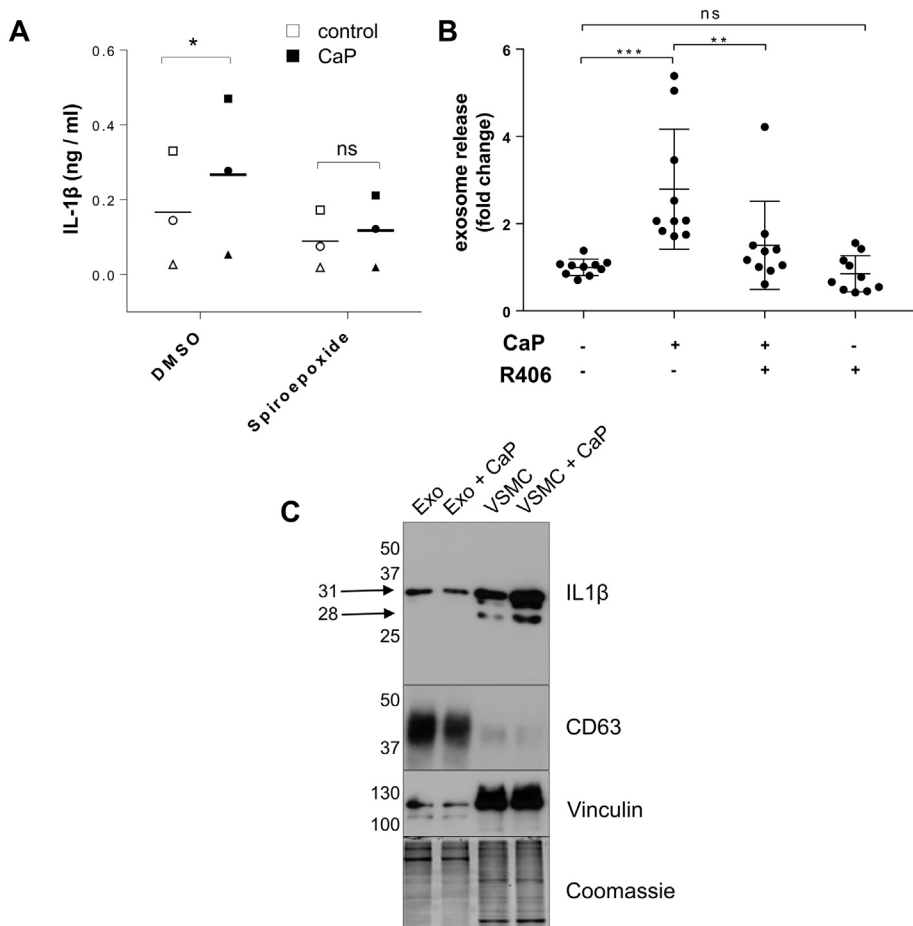 A
control
CaP
IL-1β (ng / ml)
0.6
0.4
0.2
0.0
*
ns
DMSO
Spiroepoxide
B
exosome release
(fold change)
6
4
2
0
ns
***
**
CaP - + + -
R406 - - + +
C
Exo
Exo + CaP
VSMC
VSMC + CaP
50
37
31
28
25
IL1β
50
37
CD63
130
100
Vinculin
Coomassie